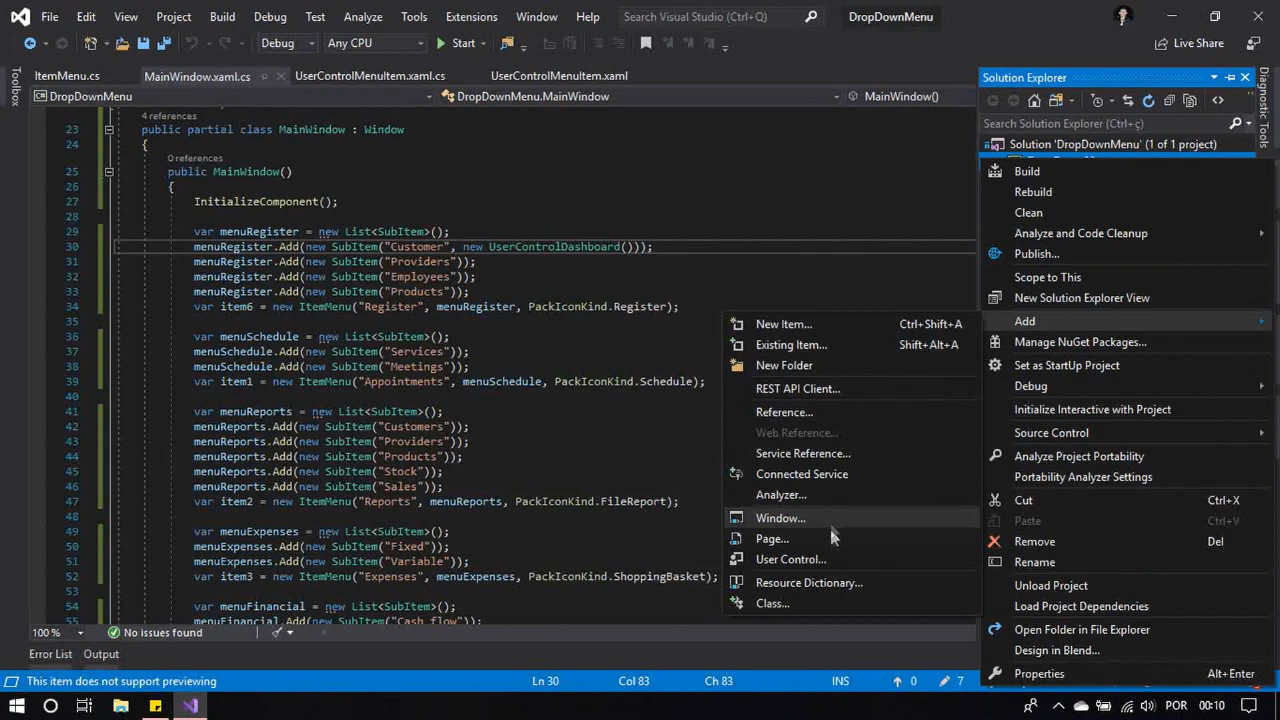 File Edit View Project Build Debug Test Analyze Tools Extensions Window Help Search Visual Studio (Ctrl+Q) DropDownMenu
Debug Any CPU Start Live Share
Toolbox
ItemMenu.cs MainWindow.xaml.cs UserControlMenuItem.xaml.cs UserControlMenuItem.xaml
DropDownMenu DropDownMenu.MainWindow MainWindow()
4 references
23 public partial class MainWindow : Window
24 {
0 references
25 public MainWindow()
26 {
27 InitializeComponent();
28
29 var menuRegister = new List<SubItem>();
30 menuRegister.Add(new SubItem("Customer", new UserControlDashboard()));
31 menuRegister.Add(new SubItem("Providers"));
32 menuRegister.Add(new SubItem("Employees"));
33 menuRegister.Add(new SubItem("Products"));
34 var item6 = new ItemMenu("Register", menuRegister, PackIconKind.Register);
35
36 var menuSchedule = new List<SubItem>();
37 menuSchedule.Add(new SubItem("Services"));
38 menuSchedule.Add(new SubItem("Meetings"));
39 var item1 = new ItemMenu("Appointments", menuSchedule, PackIconKind.Schedule);
40
41 var menuReports = new List<SubItem>();
42 menuReports.Add(new SubItem("Customers"));
43 menuReports.Add(new SubItem("Providers"));
44 menuReports.Add(new SubItem("Products"));
45 menuReports.Add(new SubItem("Stock"));
46 menuReports.Add(new SubItem("Sales"));
47 var item2 = new ItemMenu("Reports", menuReports, PackIconKind.FileReport);
48
49 var menuExpenses = new List<SubItem>();
50 menuExpenses.Add(new SubItem("Fixed"));
51 menuExpenses.Add(new SubItem("Variable"));
52 var item3 = new ItemMenu("Expenses", menuExpenses, PackIconKind.ShoppingBasket);
53
54 var menuFinancial = new List<SubItem>();
55 menuFinancial.Add(new SubItem("Cash flow"));
100 % No issues found
Error List Output
New Item... Ctrl+Shift+A
Existing Item... Shift+Alt+A
New Folder
REST API Client...
Reference...
Web Reference...
Service Reference...
Connected Service
Analyzer...
Window...
Page...
User Control...
Resource Dictionary...
Class...
Solution Explorer
Search Solution Explorer (Ctrl+ç)
Solution 'DropDownMenu' (1 of 1 project)
Diagnostic Tools
Build
Rebuild
Clean
Analyze and Code Cleanup
Publish...
Scope to This
New Solution Explorer View
Add
Manage NuGet Packages...
Set as StartUp Project
Debug
Initialize Interactive with Project
Source Control
Analyze Project Portability
Portability Analyzer Settings
Cut Ctrl+X
Paste Ctrl+V
Remove Del
Rename
Unload Project
Load Project Dependencies
Open Folder in File Explorer
Design in Blend...
Properties Alt+Enter
This item does not support previewing Ln 30 Col 83 Ch 83 INS 0 7
POR 00:10